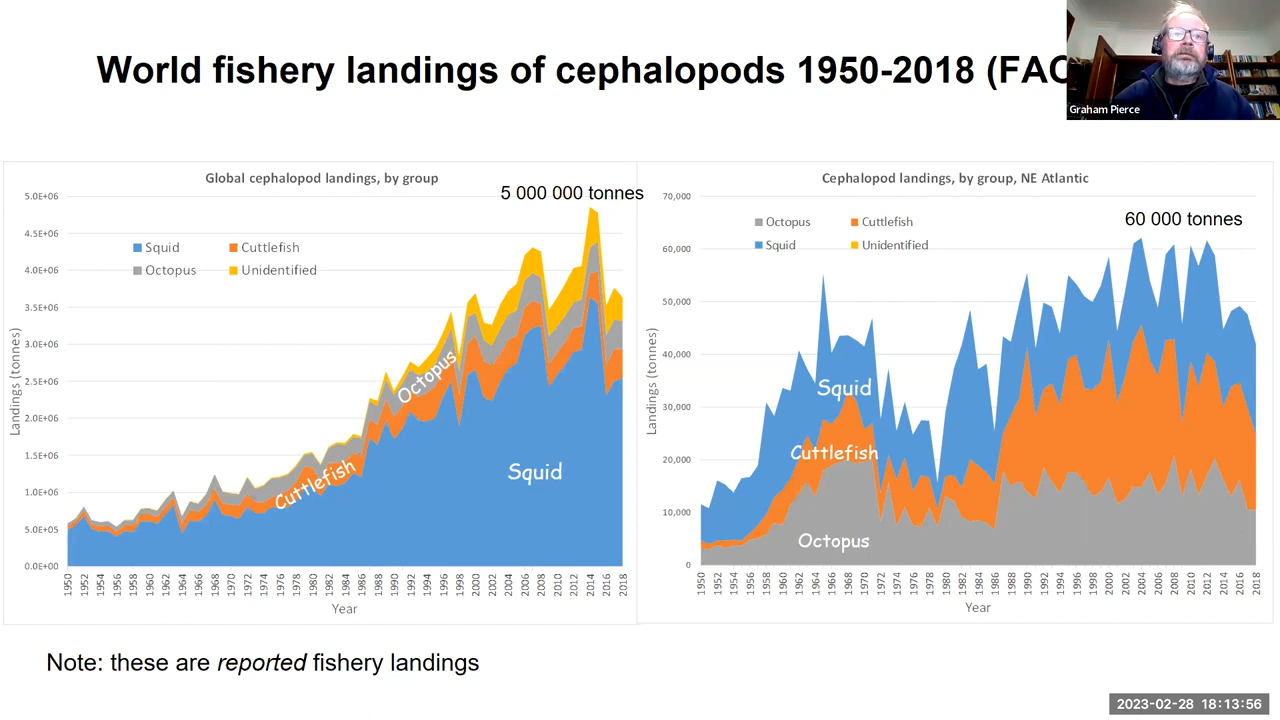 World fishery landings of cephalopods 1950-2018 (FAO
Graham Pierce
Global cephalopod landings, by group
5 000 000 tonnes
5.0E+06
4.5E+06
4.0E+06
3.5E+06
3.0E+06
2.5E+06
2.0E+06
1.5E+06
1.0E+06
5.0E+05
0.0E+00
Landings (tonnes)
Squid Cuttlefish
Octopus Unidentified
Octopus
Cuttlefish
Squid
1950 1952 1954 1956 1958 1960 1962 1964 1966 1968 1970 1972 1974 1976 1978 1980 1982 1984 1986 1988 1990 1992 1994 1996 1998 2000 2002 2004 2006 2008 2010 2012 2014 2016 2018
Year
Cephalopod landings, by group, NE Atlantic
60 000 tonnes
70,000
60,000
50,000
40,000
30,000
20,000
10,000
0
Landings (tonnes)
Octopus Cuttlefish
Squid Unidentified
Squid
Cuttlefish
Octopus
1950 1952 1954 1956 1958 1960 1962 1964 1966 1968 1970 1972 1974 1976 1978 1980 1982 1984 1986 1988 1990 1992 1994 1996 1998 2000 2002 2004 2006 2008 2010 2012 2014 2016 2018
Year
Note: these are reported fishery landings
2023-02-28 18:13:56